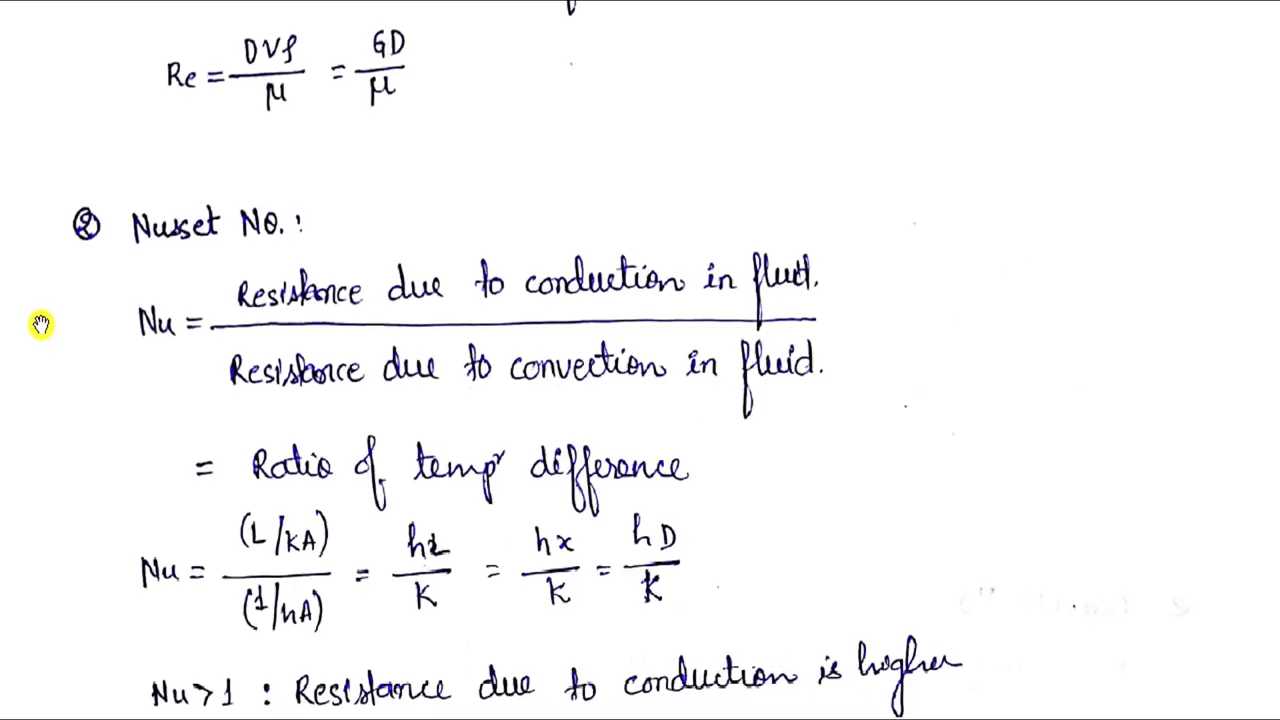 Re = DVρ/μ = GD/μ
② Nusset No.:
Nu = Resistance due to conduction in fluid. / Resistance due to convection in fluid.
= Ratio of tempr difference
Nu = (L/KA) / (1/hA) = hL/K = hx/K = hD/K
Nu > 1 : Resistance due to conduction is higher